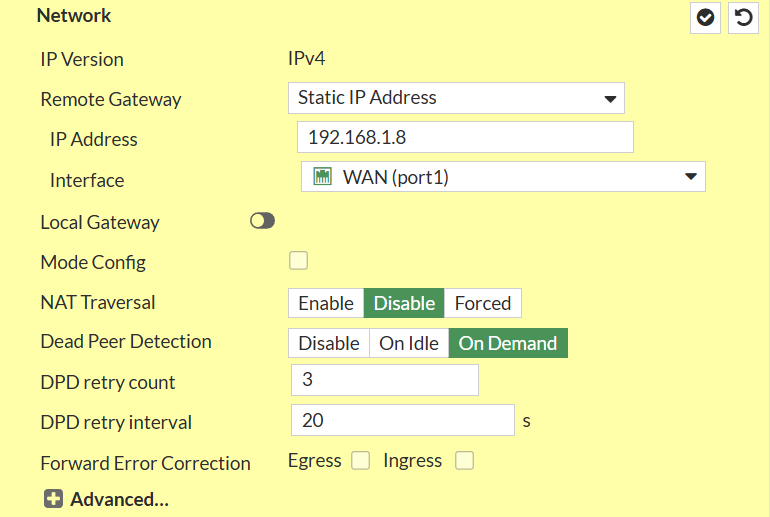 Network
IP Version IPv4
Remote Gateway Static IP Address
IP Address 192.168.1.8
Interface WAN (port1)
Local Gateway
Mode Config
NAT Traversal Enable Disable Forced
Dead Peer Detection Disable On Idle On Demand
DPD retry count 3
DPD retry interval 20 s
Forward Error Correction Egress Ingress
Advanced...